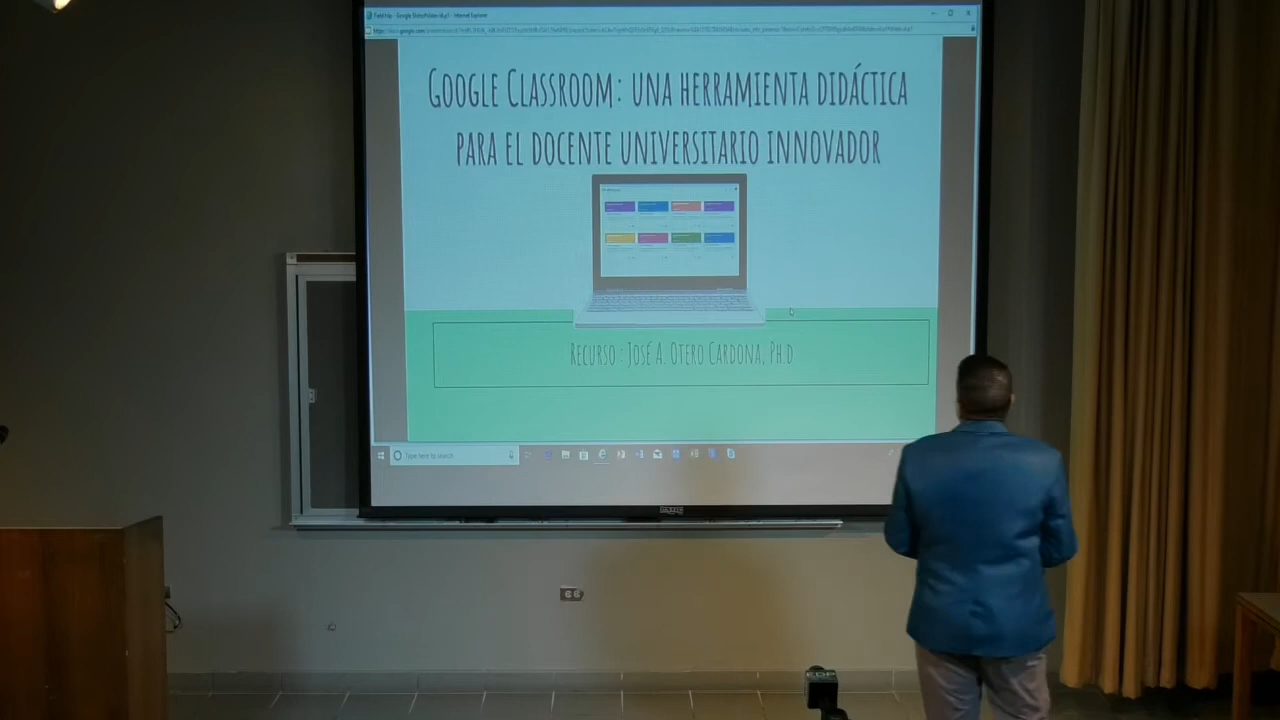 GOOGLE CLASSROOM: UNA HERRAMIENTA DIDÁCTICA
PARA EL DOCENTE UNIVERSITARIO INNOVADOR
RECURSO : JOSÉ A. OTERO CARDONA, PH.D
Type here to search
EDP